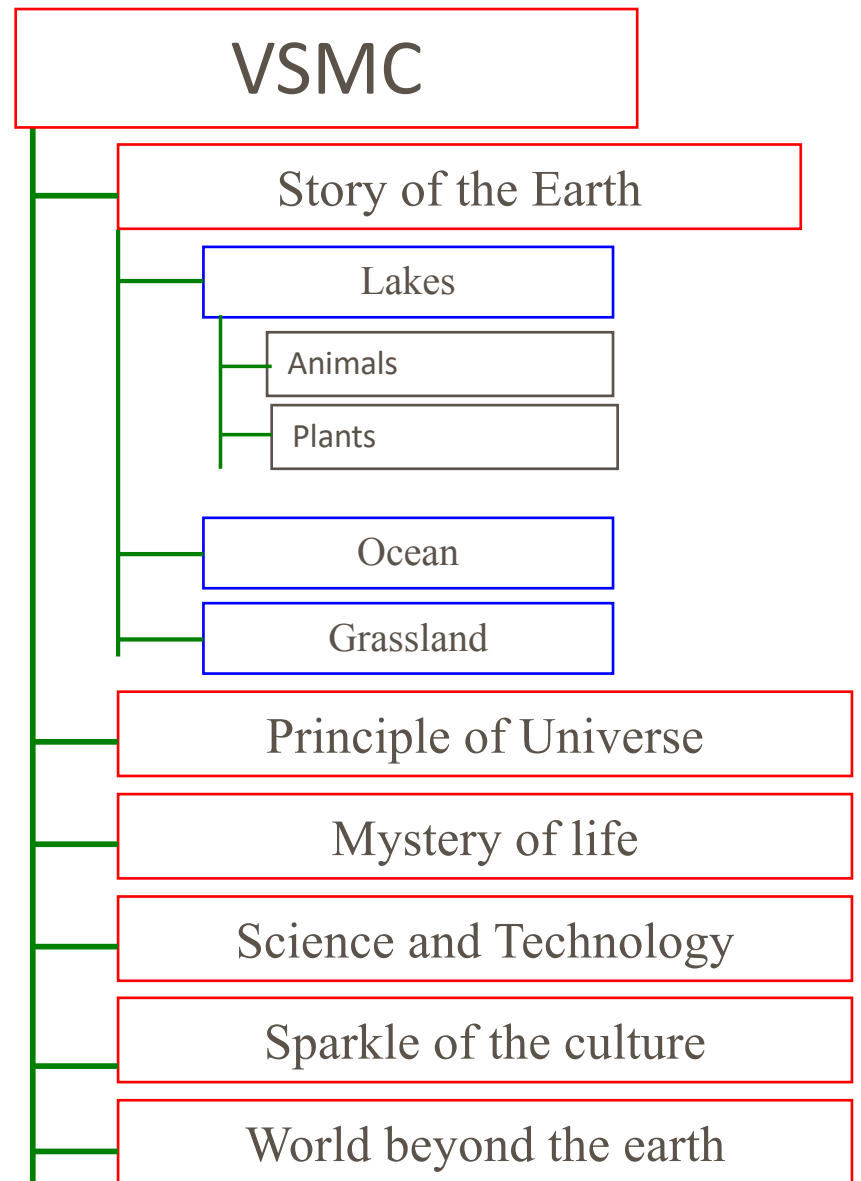 VSMC
Story of the Earth
Lakes
Animals
Plants
Ocean
Grassland
Principle of Universe
Mystery of life
Science and Technology
Sparkle of the culture
World beyond the earth